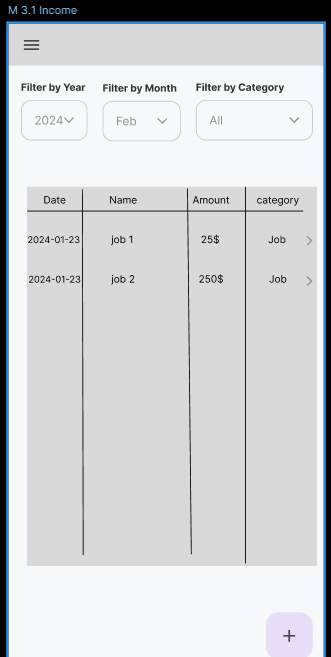 M 3.1 Income
Filter by Year Filter by Month Filter by Category
2024 Feb All
Date Name Amount category
2024-01-23 job 1 25$ Job
2024-01-23 job 2 250$ Job
+